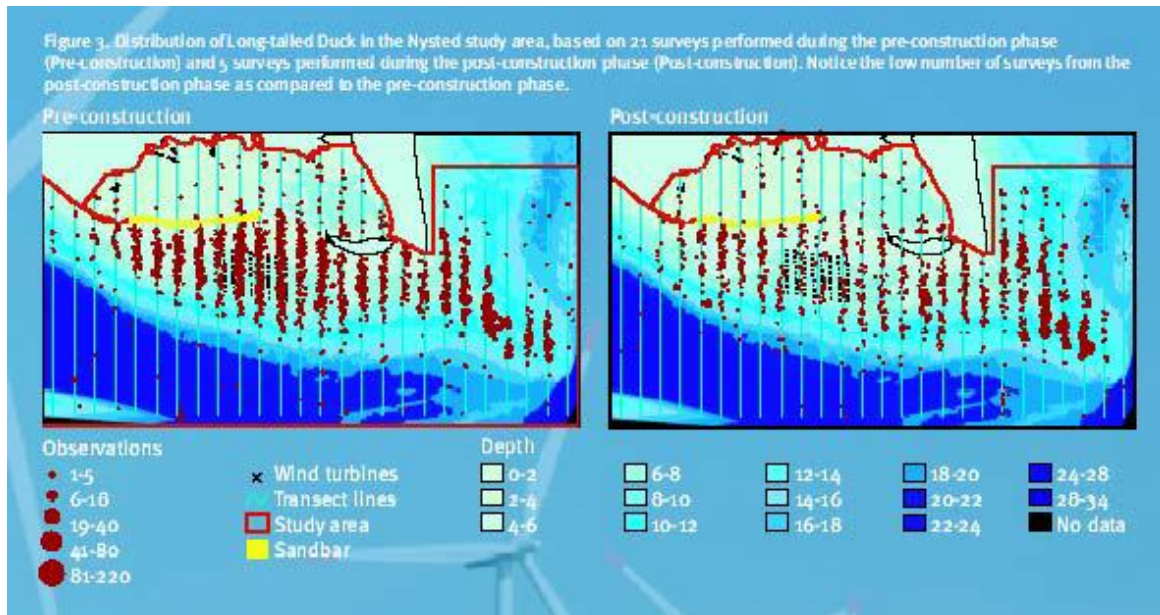 Figure 3. Distribution of Long-tailed Duck in the Nysted study area, based on 21 surveys performed during the pre-construction phase
(Pre-construction) and 5 surveys performed during the post-construction phase (Post-construction). Notice the low number of surveys from the
post-construction phase as compared to the pre-construction phase.
Pre-construction
Post-construction
Observations
1-5
6-18
19-40
41-80
81-220
Wind turbines
Transect lines
Study area
Sandbar
Depth
0-2
2-4
4-6
6-8
8-10
10-12
12-14
14-16
16-18
18-20
20-22
22-24
24-28
28-34
No data